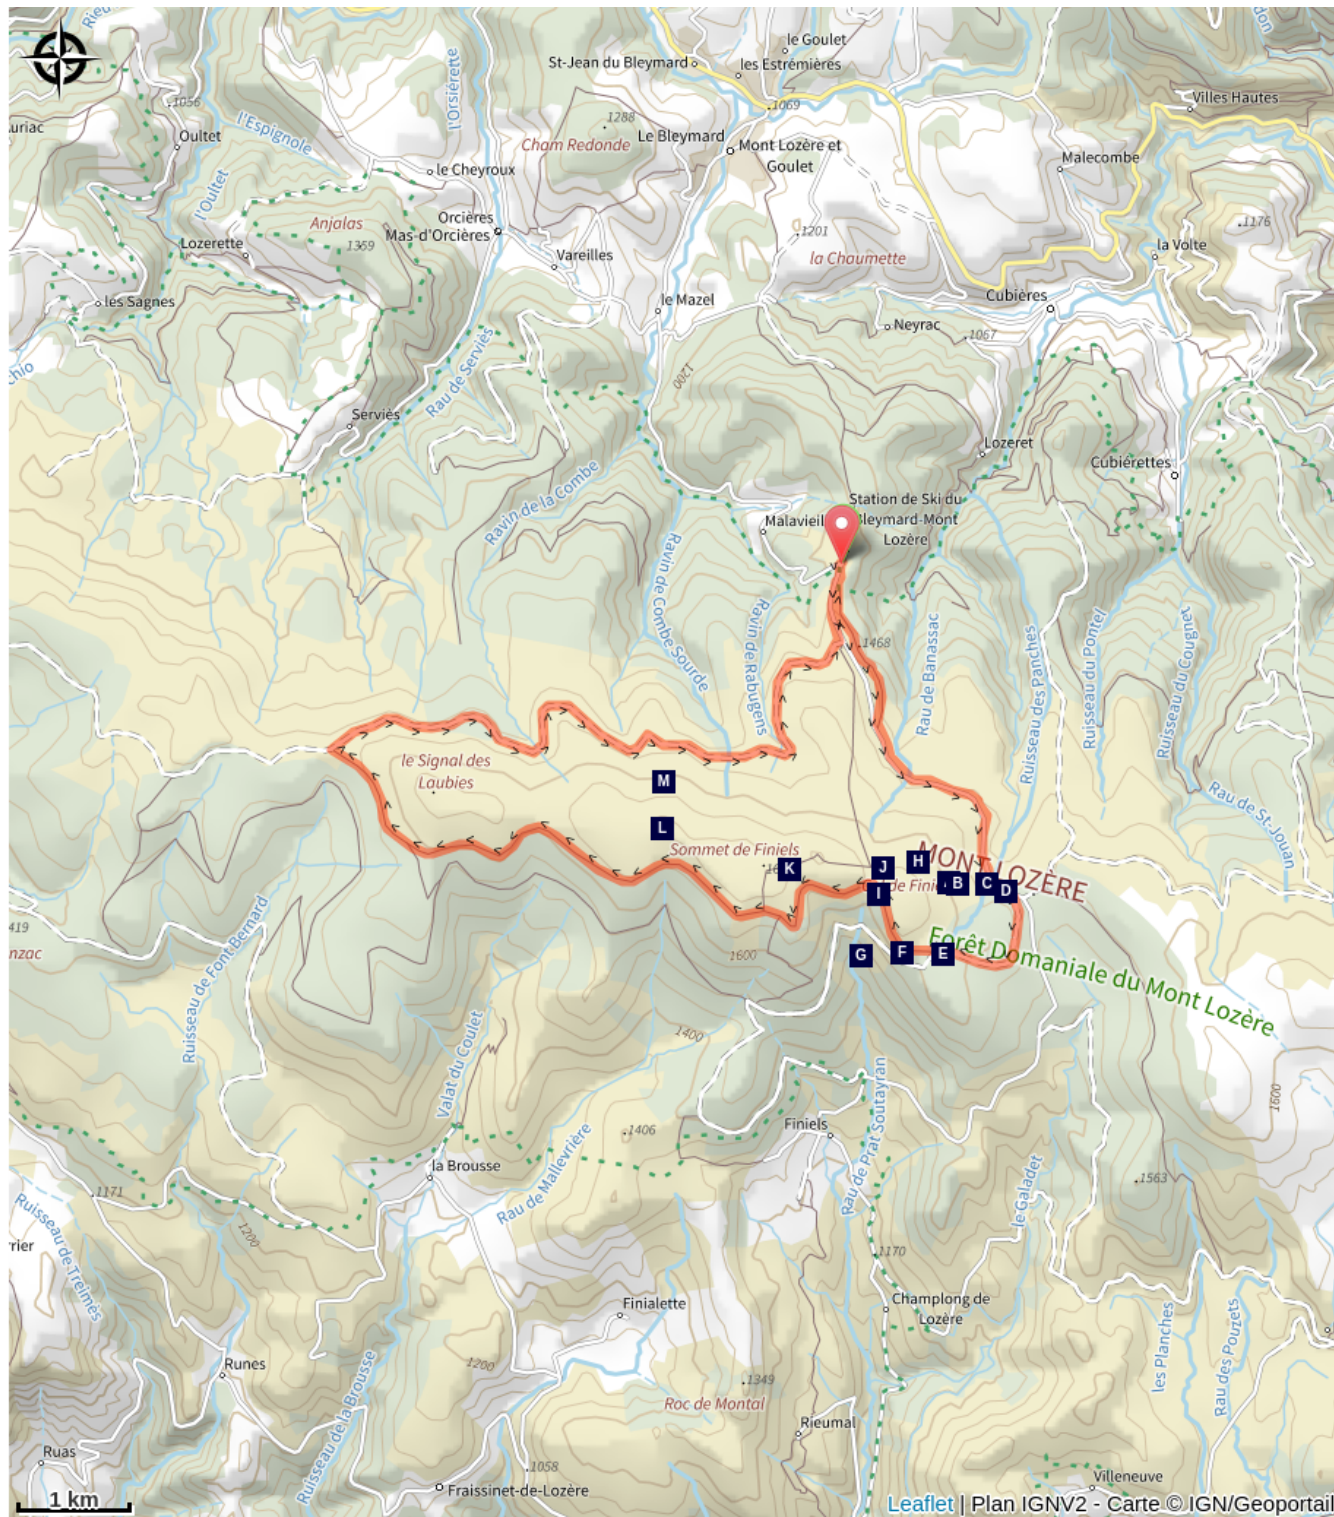 le Goulet
St-Jean du Bleymard
les Estrémières
1056
1069
Villes Hautes
uriac
Oultet
l'Espignole
l'Orsiérette
1288
Cham Redonde
Le Bleymard
Mont Lozère et
Goulet
Malecombe
le Cheyroux
l'Oultet
Anjalas
1369
Orcières
Mas-d'Orcières
1201
1176
Lozerette
Vareilles
la Chaumette
la Volte
les Sagnes
le Mazel
Cubières
Neyrac
1067
1200
Rau de Serviès
Serviès
Lozeret
Cubiérettes
Ravin de la Combe
Station de Ski du
Bleymard-Mont
Lozère
Malavieil
Ravin de Combe Sourde
Ravin de Rabugens
1468
Rau de Banassac
Ruisseau des Panches
Ruisseau du Pontel
Ruisseau du Cougnet
le Signal des
Laubies
M
Rau de St-Jouan
L
Sommet de Finiels
K
J
H
MONT LOZÈRE
de Finie
B
C
D
I
419
nzac
Ruisseau de Font Bernard
1600
G
F
E
Forêt Domaniale du Mont Lozère
1400
1600
Valat du Coulet
Finiels
Rau de Prat Soutayran
1406
la Brousse
Rau de Mallevrière
1171
1563
le Galadet
Ruisseau de Treimès
rrier
1200
1170
Finialette
Champlong de
Lozère
les Planches
Rau des Pouzets
Runes
1200
Ruisseau de la Brousse
1349
Roc de Montal
Rieumal
Ruas
1058
Fraissinet-de-Lozère
Villeneuve
1 km
Leaflet | Plan IGNV2 - Carte © IGN/Geoportail